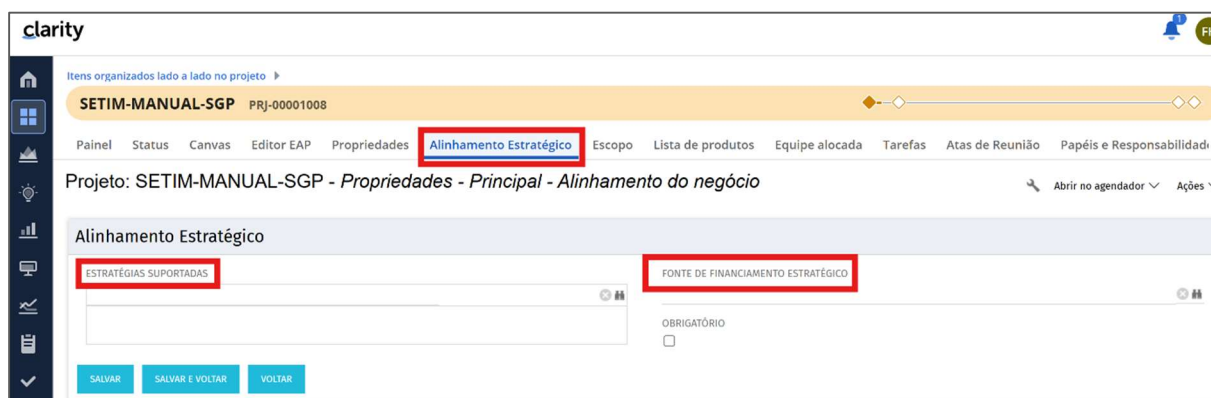 clarity
1
Itens organizados lado a lado no projeto
SETIM-MANUAL-SGP PRJ-00001008
Painel Status Canvas Editor EAP Propriedades Alinhamento Estratégico Escopo Lista de produtos Equipe alocada Tarefas Atas de Reunião Papéis e Responsabilidad
Projeto: SETIM-MANUAL-SGP - Propriedades - Principal - Alinhamento do negócio
Abrir no agendador Ações
Alinhamento Estratégico
ESTRATÉGIAS SUPORTADAS FONTE DE FINANCIAMENTO ESTRATÉGICO
OBRIGATÓRIO
SALVAR SALVAR E VOLTAR VOLTAR